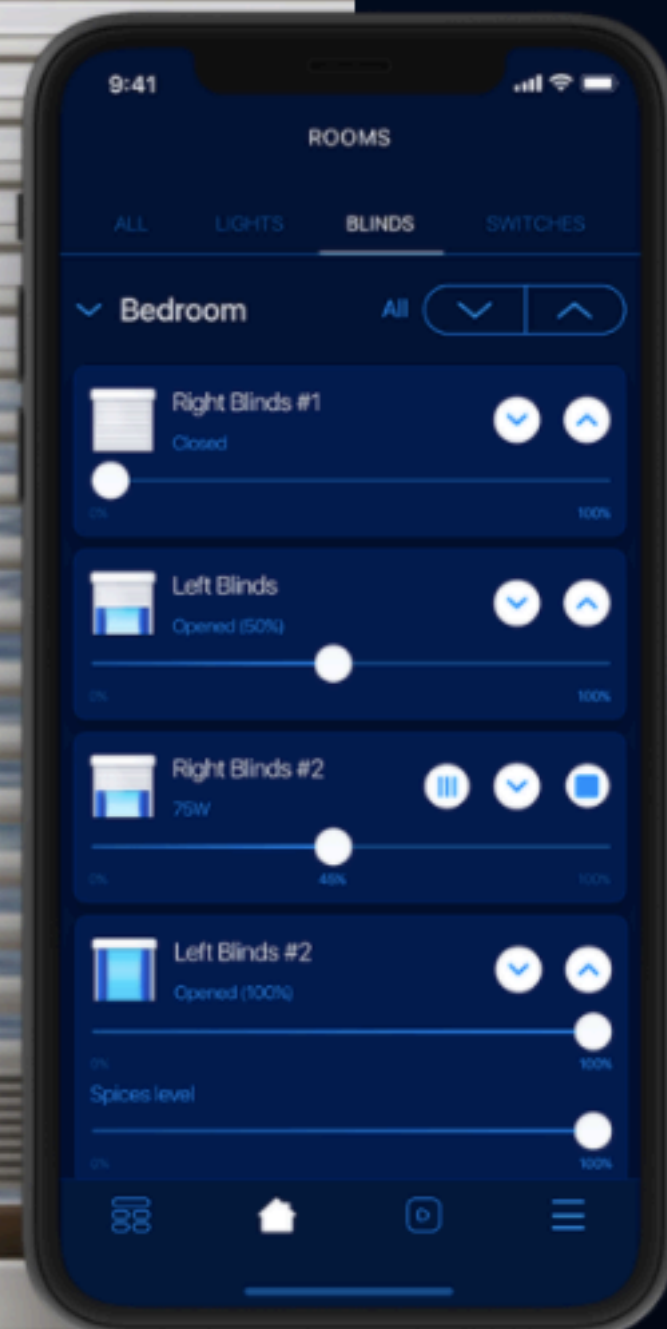 9:41
ROOMS
ALL LIGHTS BLINDS SWITCHES
Bedroom All
Right Blinds #1
Closed
0% 100%
Left Blinds
Opened (50%)
0% 100%
Right Blinds #2
75W
0% 45% 100%
Left Blinds #2
Opened (100%)
0% 100%
Spices level
0% 100%